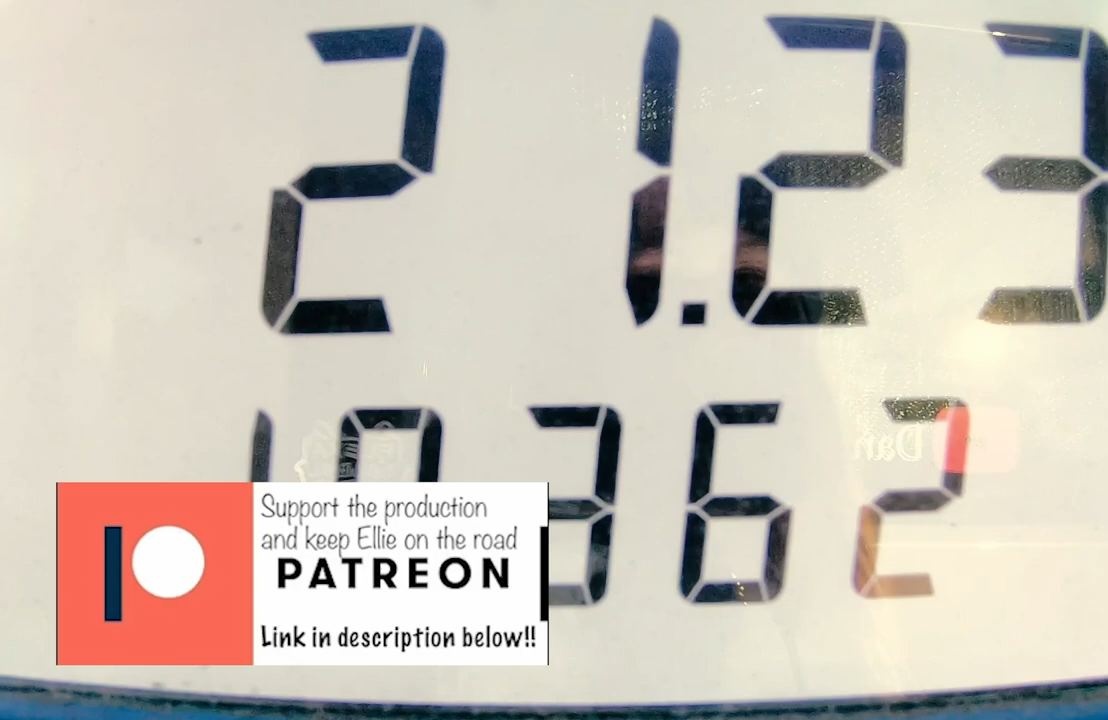 21.23
Support the production
and keep Ellie on the road
PATREON
Link in description below!!